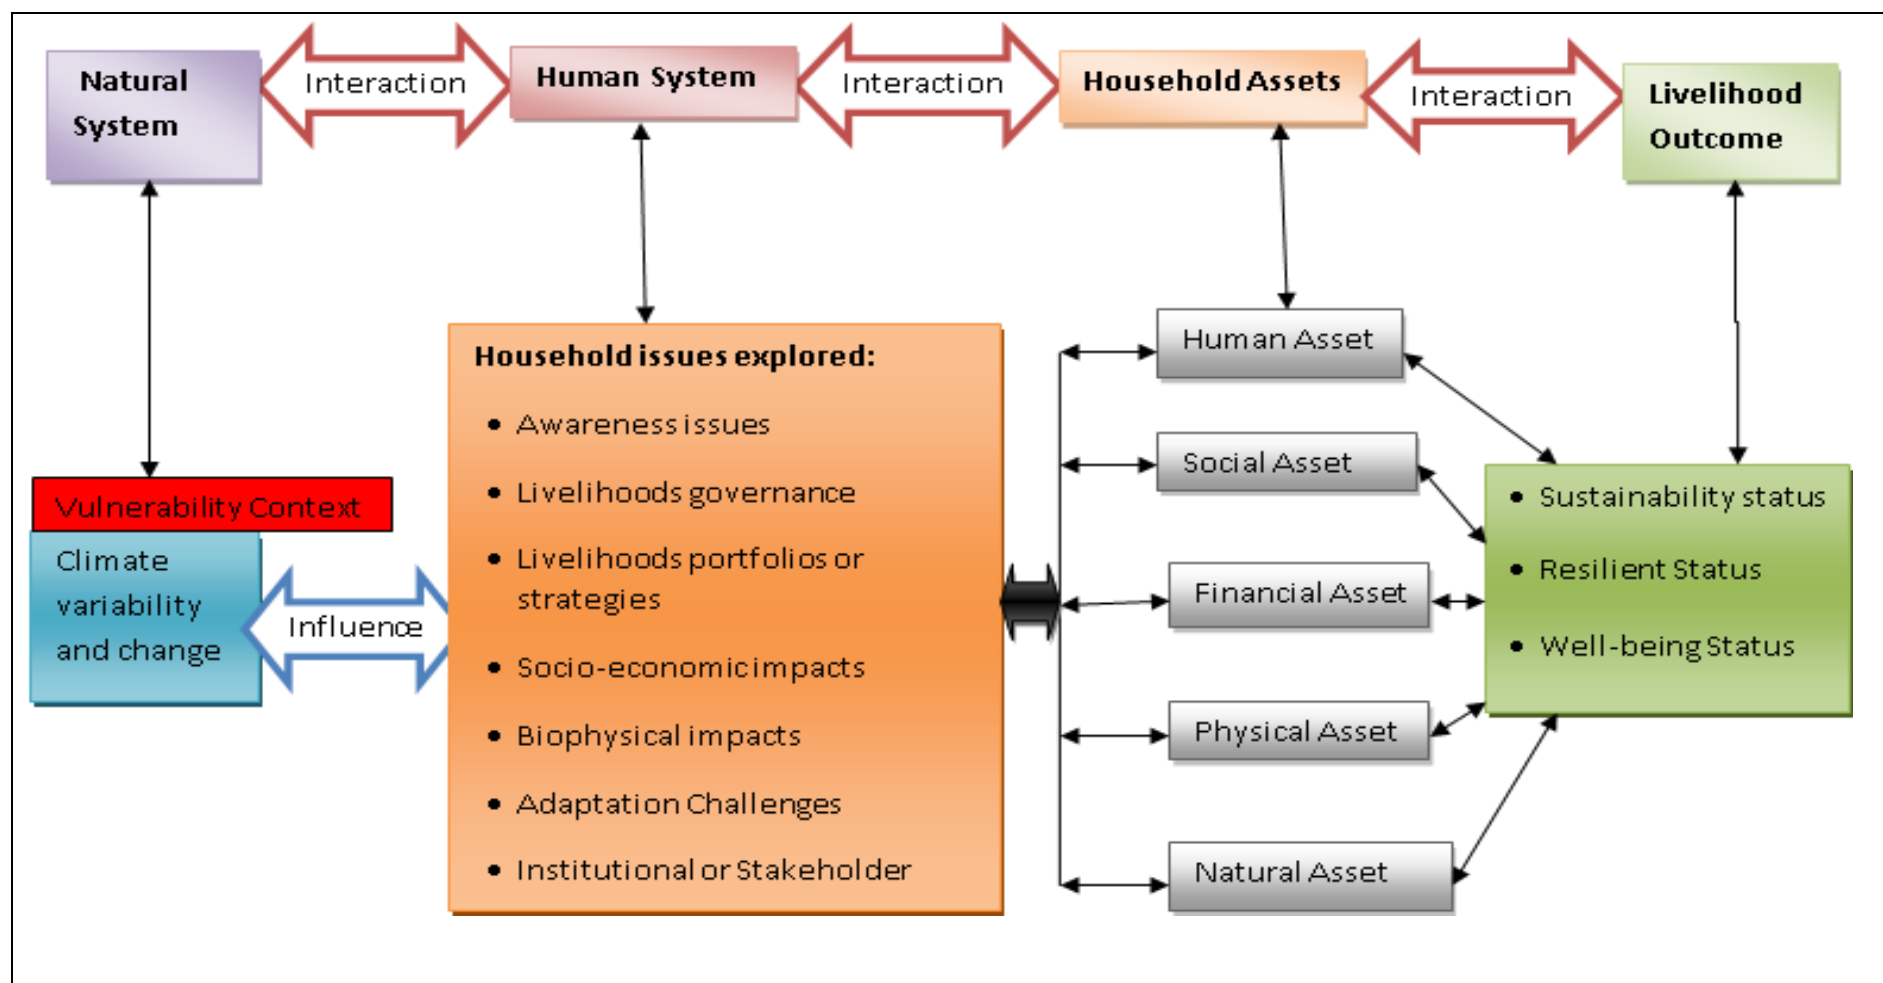 Natural
System
Interaction
Human System
Interaction
Household Assets
Interaction
Livelihood
Outcome
Vulnerability Context
Climate
variability
and change
Influence
Household issues explored:
• Awareness issues
• Livelihoods governance
• Livelihoods portfolios or
strategies
• Socio-economic impacts
• Biophysical impacts
• Adaptation Challenges
• Institutional or Stakeholder
Human Asset
Social Asset
Financial Asset
Physical Asset
Natural Asset
• Sustainability status
• Resilient Status
• Well-being Status